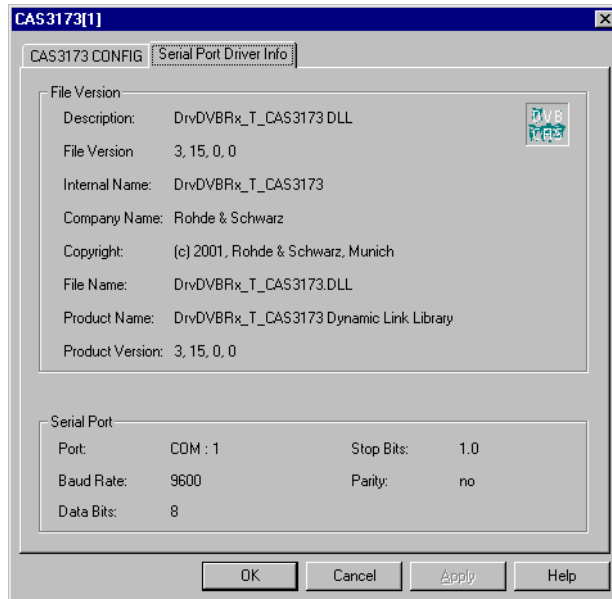 CAS3173[1]
CAS3173 CONFIG Serial Port Driver Info
File Version
DVB
Description: DrvDVBRx_T_CAS3173 DLL
File Version 3, 15, 0, 0
Internal Name: DrvDVBRx_T_CAS3173
Company Name: Rohde & Schwarz
Copyright: (c) 2001, Rohde & Schwarz, Munich
File Name: DrvDVBRx_T_CAS3173.DLL
Product Name: DrvDVBRx_T_CAS3173 Dynamic Link Library
Product Version: 3, 15, 0, 0
Serial Port
Port: COM : 1 Stop Bits: 1.0
Baud Rate: 9600 Parity: no
Data Bits: 8
OK Cancel Apply Help